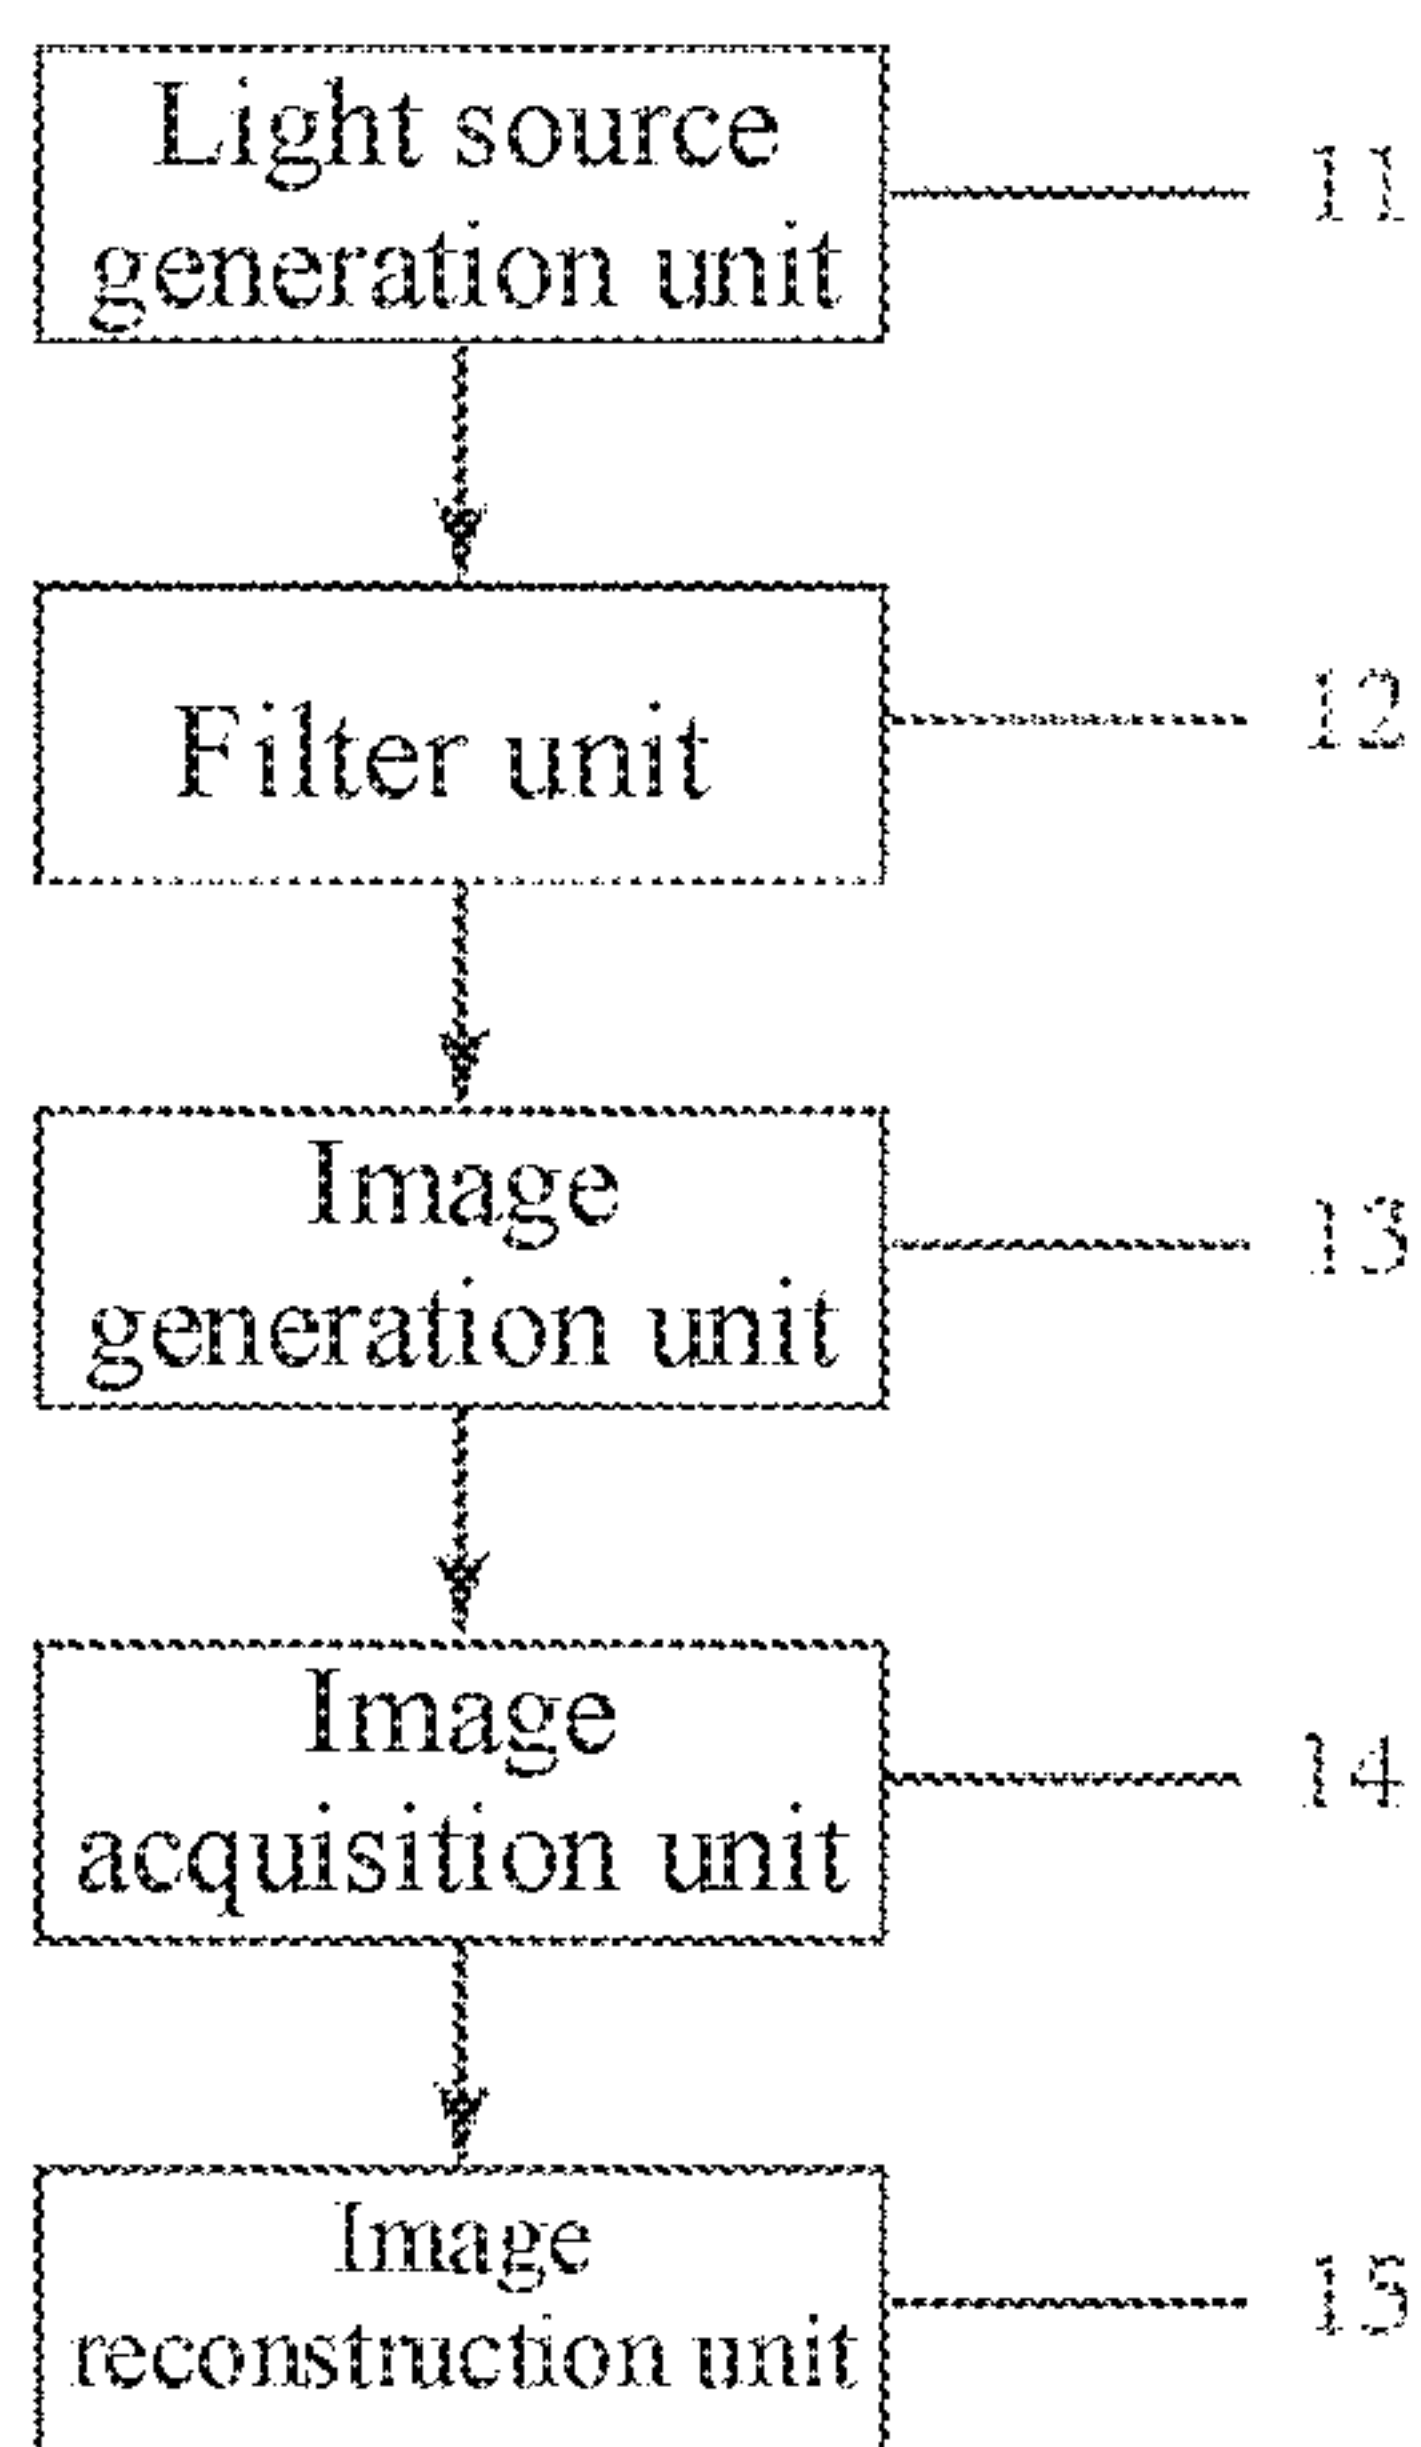 Light source
generation unit
11
Filter unit
12
Image
generation unit
13
Image
acquisition unit
14
Image
reconstruction unit
15